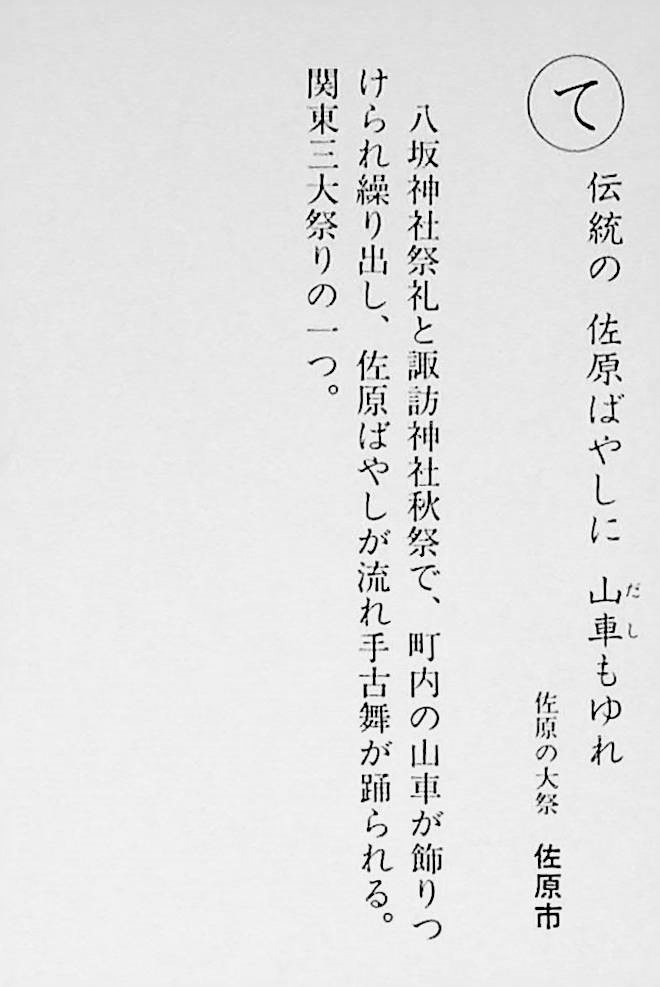 て
伝統の 佐原ばやしに 山車もゆれ
だし
佐原の大祭 佐原市
八坂神社祭礼と諏訪神社秋祭で、町内の山車が飾りつ
けられ繰り出し、佐原ばやしが流れ手古舞が踊られる。
関東三大祭りの一つ。